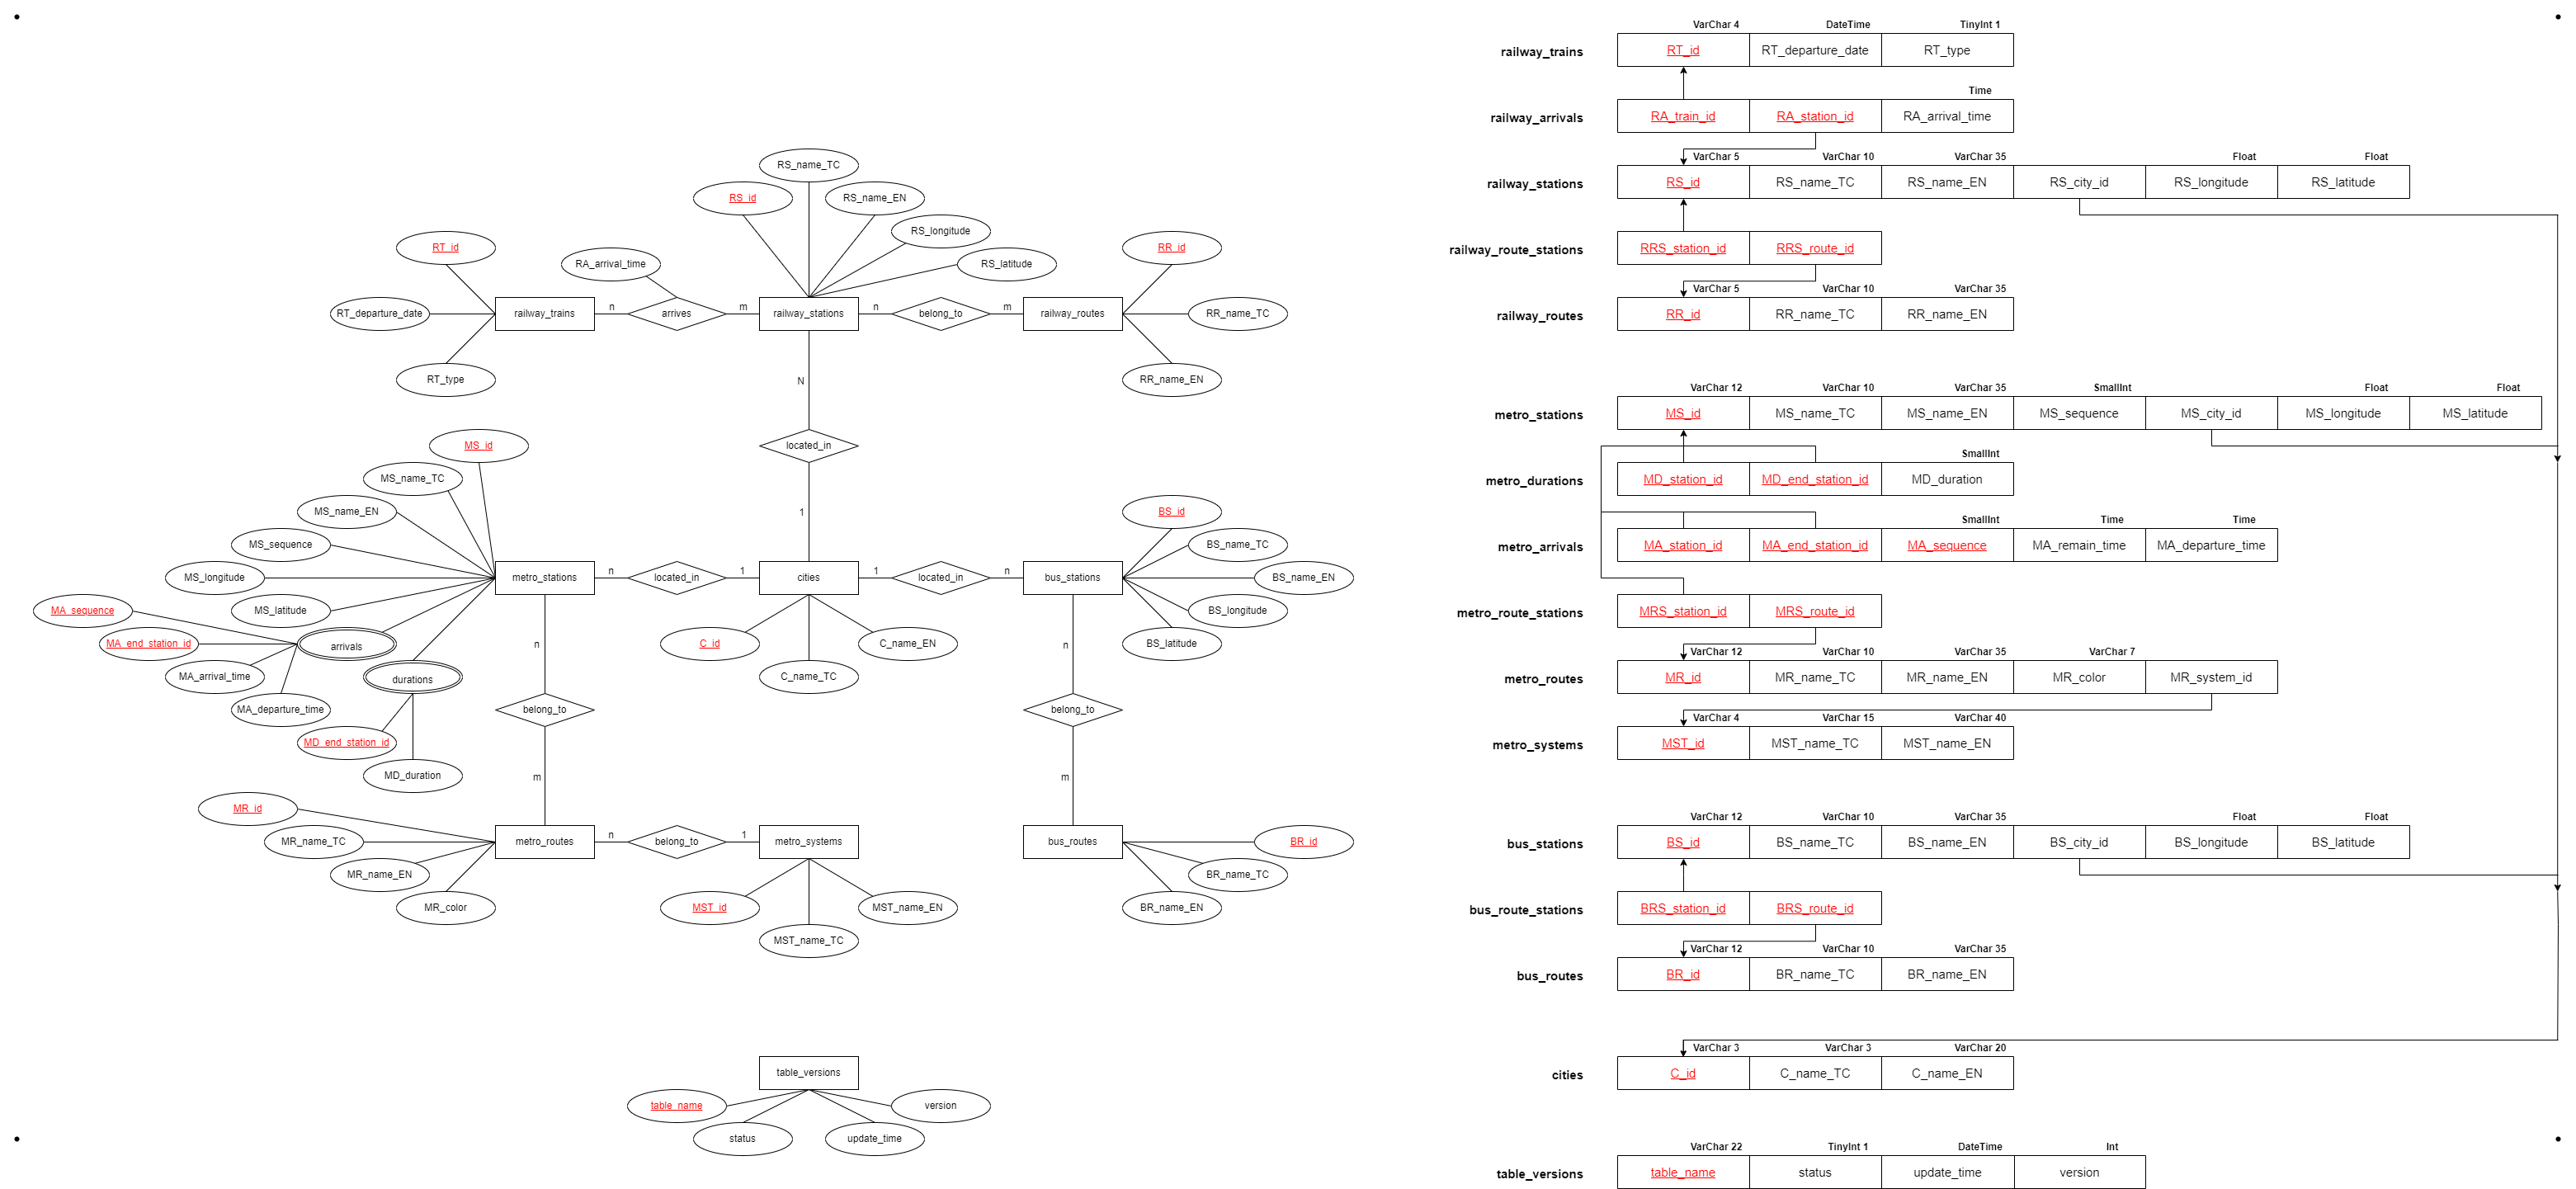 RS_name_TC
RS_id
RS_name_EN
RS_longitude
RS_latitude
RT_id
RA_arrival_time
RR_id
RT_departure_date
railway_trains
n
arrives
m
railway_stations
n
belong_to
m
railway_routes
RR_name_TC
RT_type
N
RR_name_EN
located_in
MS_id
MS_name_TC
MS_name_EN
1
BS_id
MS_sequence
BS_name_TC
MS_longitude
metro_stations
n
located_in
1
cities
1
located_in
n
bus_stations
BS_name_EN
MA_sequence
MS_latitude
BS_longitude
MA_end_station_id
arrivals
n
C_id
C_name_EN
n
BS_latitude
MA_arrival_time
durations
C_name_TC
MA_departure_time
belong_to
belong_to
MD_end_station_id
MD_duration
m
m
MR_id
MR_name_TC
metro_routes
n
belong_to
1
metro_systems
bus_routes
BR_id
MR_name_EN
BR_name_TC
MR_color
MST_id
MST_name_EN
BR_name_EN
MST_name_TC
table_versions
table_name
version
status
update_time
VarChar 4 DateTime TinyInt 1
railway_trains RT_id RT_departure_date RT_type
Time
railway_arrivals RA_train_id RA_station_id RA_arrival_time
VarChar 5 VarChar 10 VarChar 35 Float Float
railway_stations RS_id RS_name_TC RS_name_EN RS_city_id RS_longitude RS_latitude
railway_route_stations RRS_station_id RRS_route_id
VarChar 5 VarChar 10 VarChar 35
railway_routes RR_id RR_name_TC RR_name_EN
VarChar 12 VarChar 10 VarChar 35 SmallInt Float Float
metro_stations MS_id MS_name_TC MS_name_EN MS_sequence MS_city_id MS_longitude MS_latitude
SmallInt
metro_durations MD_station_id MD_end_station_id MD_duration
SmallInt Time Time
metro_arrivals MA_station_id MA_end_station_id MA_sequence MA_remain_time MA_departure_time
metro_route_stations MRS_station_id MRS_route_id
VarChar 12 VarChar 10 VarChar 35 VarChar 7
metro_routes MR_id MR_name_TC MR_name_EN MR_color MR_system_id
VarChar 4 VarChar 15 VarChar 40
metro_systems MST_id MST_name_TC MST_name_EN
VarChar 12 VarChar 10 VarChar 35 Float Float
bus_stations BS_id BS_name_TC BS_name_EN BS_city_id BS_longitude BS_latitude
bus_route_stations BRS_station_id BRS_route_id
VarChar 12 VarChar 10 VarChar 35
bus_routes BR_id BR_name_TC BR_name_EN
VarChar 3 VarChar 3 VarChar 20
cities C_id C_name_TC C_name_EN
VarChar 22 TinyInt 1 DateTime Int
table_versions table_name status update_time version